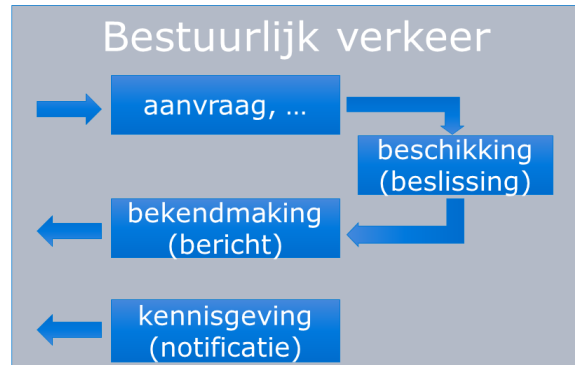 Bestuurlijk verkeer
aanvraag, ...
beschikking
(beslissing)
bekendmaking
(bericht)
kennisgeving
(notificatie)